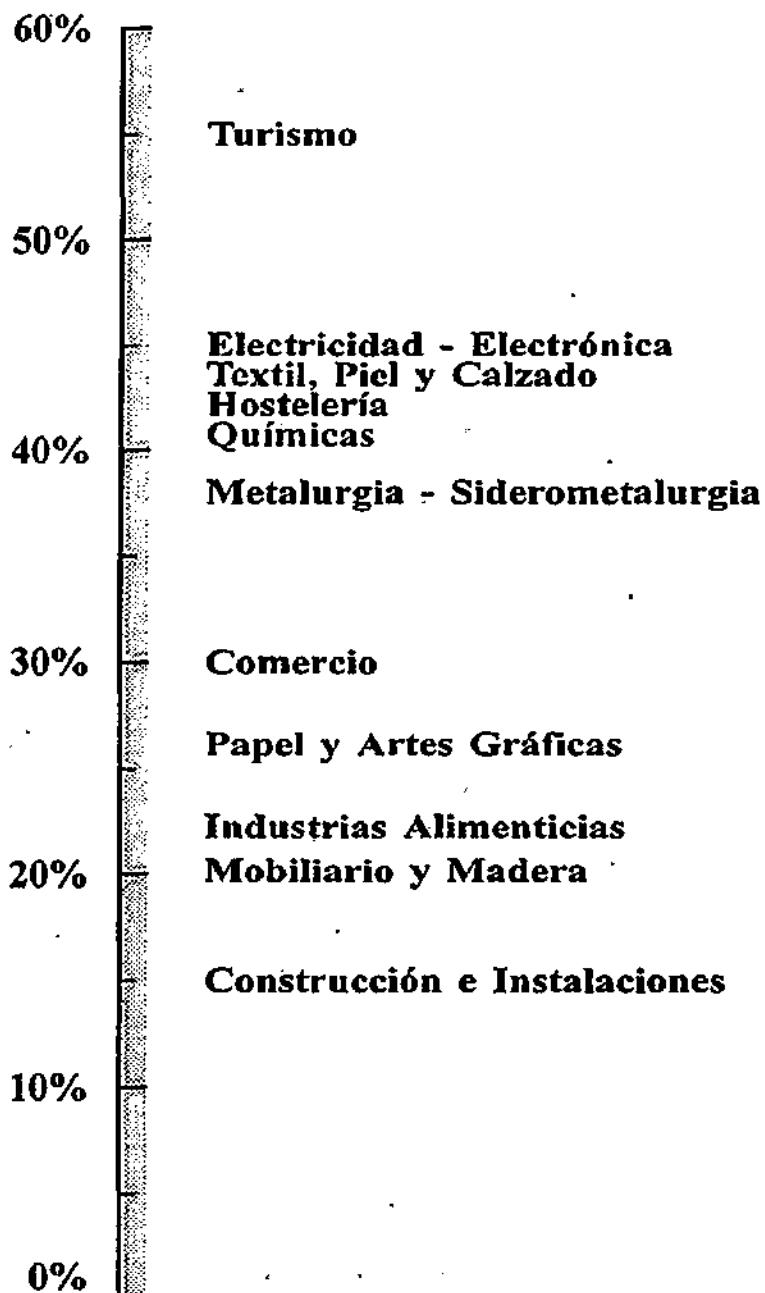 60%
Turismo
50%
Electricidad - Electrónica
Textil, Piel y Calzado
Hostelería
Químicas
40%
Metalurgia - Siderometalurgia
30%
Comercio
Papel y Artes Gráficas
Industrias Alimenticias
20%
Mobiliario y Madera
Construcción e Instalaciones
10%
0%